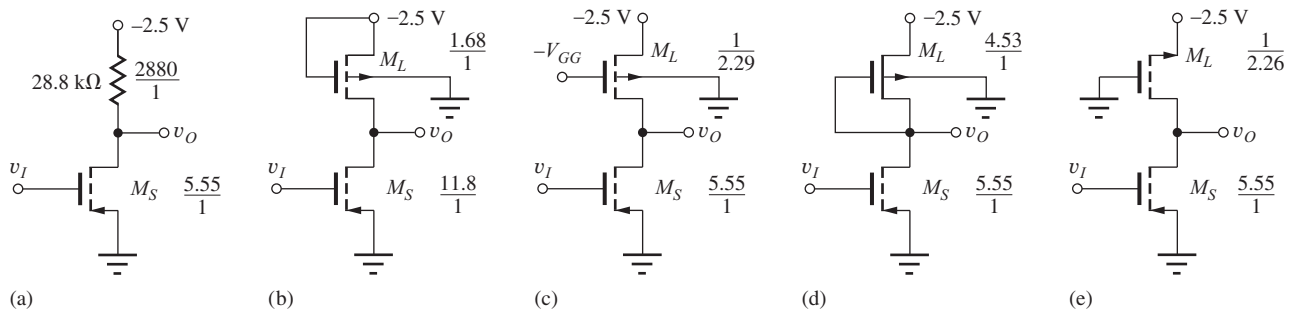 –2.5 V
28.8 kΩ
2880
1
v_O
v_I
M_S
5.55
1
(a)
–2.5 V
M_L
1.68
1
v_O
v_I
M_S
11.8
1
(b)
–2.5 V
–V_GG
M_L
1
2.29
v_O
v_I
M_S
5.55
1
(c)
–2.5 V
M_L
4.53
1
v_O
v_I
M_S
5.55
1
(d)
–2.5 V
M_L
1
2.26
v_O
v_I
M_S
5.55
1
(e)